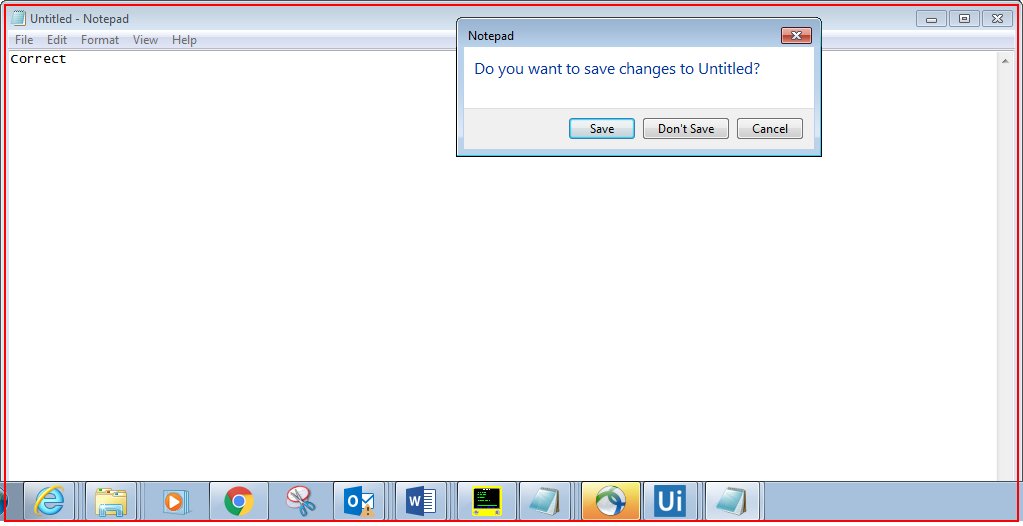 Untitled - Notepad
File Edit Format View Help
Correct
Notepad
Do you want to save changes to Untitled?
Save Don't Save Cancel
Ui